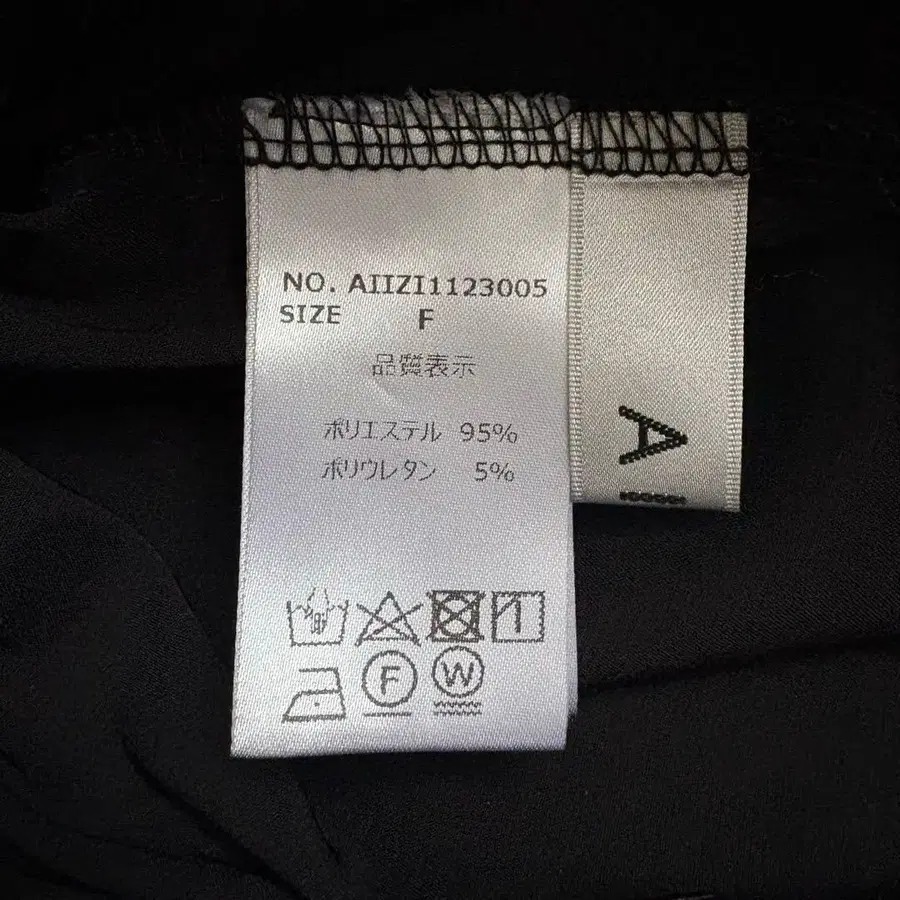 NO. AIIZI1123005
SIZE F
品質表示
ポリエステル 95%
ポリウレタン 5%
F W
A